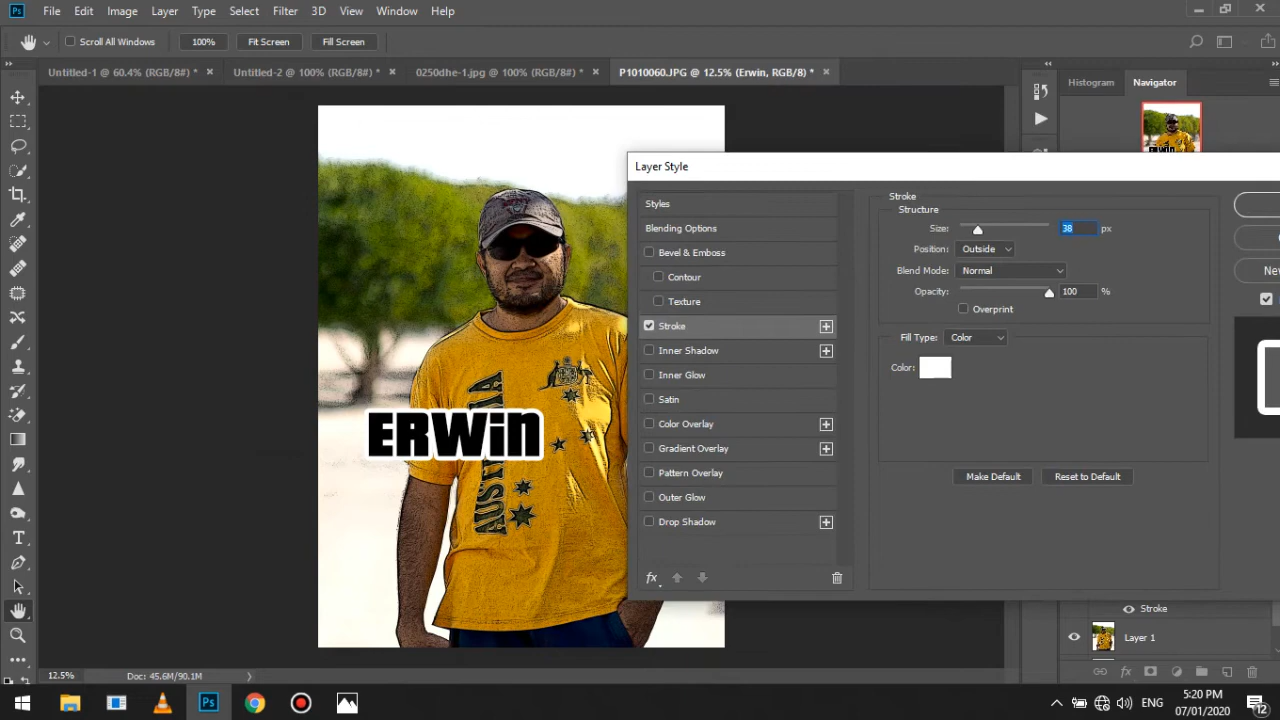 File Edit Image Layer Type Select Filter 3D View Window Help
Scroll All Windows 100% Fit Screen Fill Screen
Untitled-1 @ 60.4% (RGB/8#) * × Untitled-2 @ 100% (RGB/8#) * × 0250dhe-1.jpg @ 100% (RGB/8#) * × P1010060.JPG @ 12.5% (Erwin, RGB/8) * ×
Histogram Navigator
Layer Style
Styles
Blending Options
Bevel & Emboss
Contour
Texture
Stroke
Inner Shadow
Inner Glow
Satin
Color Overlay
Gradient Overlay
Pattern Overlay
Outer Glow
Drop Shadow
fx
Stroke
Structure
Size: 38 px
Position: Outside
Blend Mode: Normal
Opacity: 100 %
Overprint
Fill Type: Color
Color:
Make Default Reset to Default
New
ERWin
AUSTRALIA
Stroke
Layer 1
fx
12.5% Doc: 45.6M/90.1M
Ps
ENG
5:20 PM
07/01/2020
12